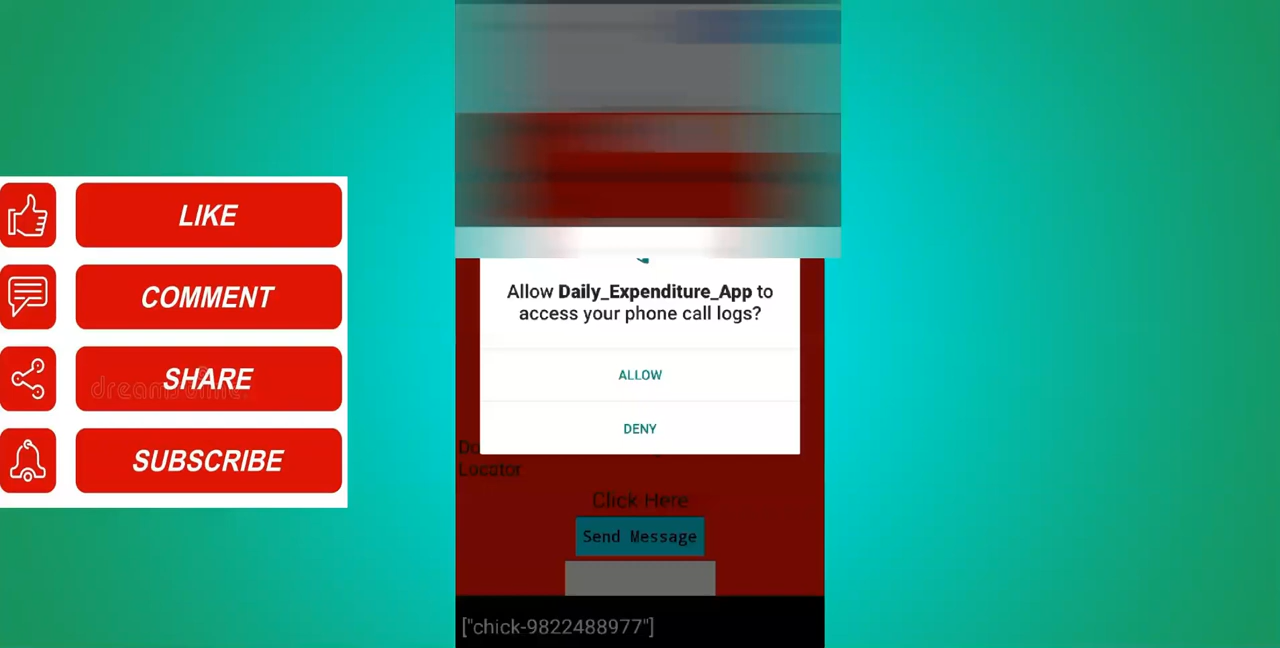 LIKE
COMMENT
SHARE
SUBSCRIBE
Allow Daily_Expenditure_App to
access your phone call logs?
ALLOW
DENY
Locator
Click Here
Send Message
["chick-9822488977"]